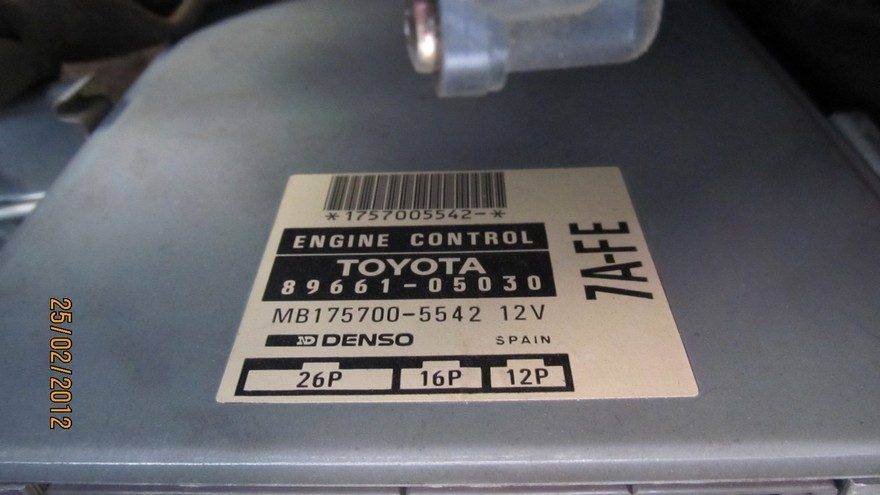 *1757005542-*
ENGINE CONTROL
TOYOTA
89661-05030
MB175700-5542 12V
ND DENSO SPAIN
26P 16P 12P
7A-FE
25/02/2012